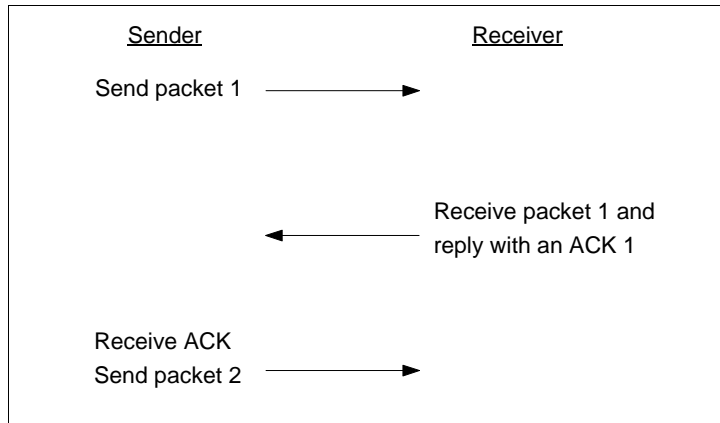 Sender
Receiver
Send packet 1
Receive packet 1 and
reply with an ACK 1
Receive ACK
Send packet 2